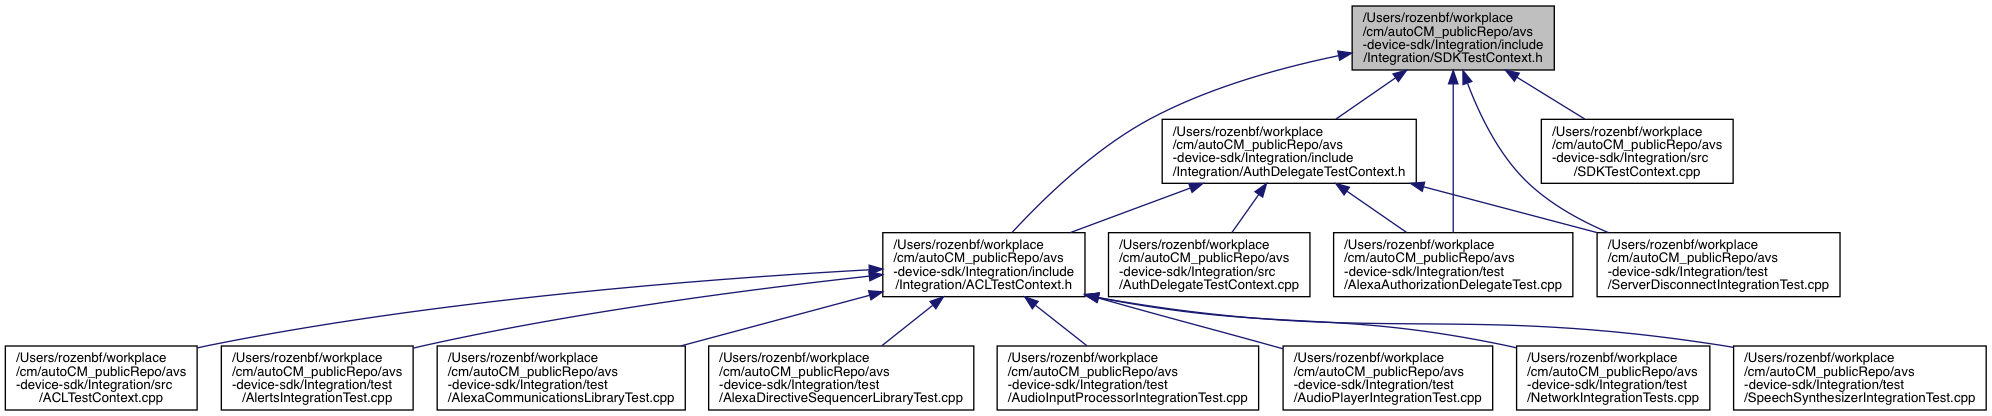 /Users/rozenbf/workplace
/cm/autoCM_publicRepo/avs
-device-sdk/Integration/include
/Integration/SDKTestContext.h
/Users/rozenbf/workplace
/cm/autoCM_publicRepo/avs
-device-sdk/Integration/include
/Integration/AuthDelegateTestContext.h
/Users/rozenbf/workplace
/cm/autoCM_publicRepo/avs
-device-sdk/Integration/src
/SDKTestContext.cpp
/Users/rozenbf/workplace
/cm/autoCM_publicRepo/avs
-device-sdk/Integration/include
/Integration/ACLTestContext.h
/Users/rozenbf/workplace
/cm/autoCM_publicRepo/avs
-device-sdk/Integration/src
/AuthDelegateTestContext.cpp
/Users/rozenbf/workplace
/cm/autoCM_publicRepo/avs
-device-sdk/Integration/test
/AlexaAuthorizationDelegateTest.cpp
/Users/rozenbf/workplace
/cm/autoCM_publicRepo/avs
-device-sdk/Integration/test
/ServerDisconnectIntegrationTest.cpp
/Users/rozenbf/workplace
/cm/autoCM_publicRepo/avs
-device-sdk/Integration/src
/ACLTestContext.cpp
/Users/rozenbf/workplace
/cm/autoCM_publicRepo/avs
-device-sdk/Integration/test
/AlertsIntegrationTest.cpp
/Users/rozenbf/workplace
/cm/autoCM_publicRepo/avs
-device-sdk/Integration/test
/AlexaCommunicationsLibraryTest.cpp
/Users/rozenbf/workplace
/cm/autoCM_publicRepo/avs
-device-sdk/Integration/test
/AlexaDirectiveSequencerLibraryTest.cpp
/Users/rozenbf/workplace
/cm/autoCM_publicRepo/avs
-device-sdk/Integration/test
/AudioInputProcessorIntegrationTest.cpp
/Users/rozenbf/workplace
/cm/autoCM_publicRepo/avs
-device-sdk/Integration/test
/AudioPlayerIntegrationTest.cpp
/Users/rozenbf/workplace
/cm/autoCM_publicRepo/avs
-device-sdk/Integration/test
/NetworkIntegrationTests.cpp
/Users/rozenbf/workplace
/cm/autoCM_publicRepo/avs
-device-sdk/Integration/test
/SpeechSynthesizerIntegrationTest.cpp